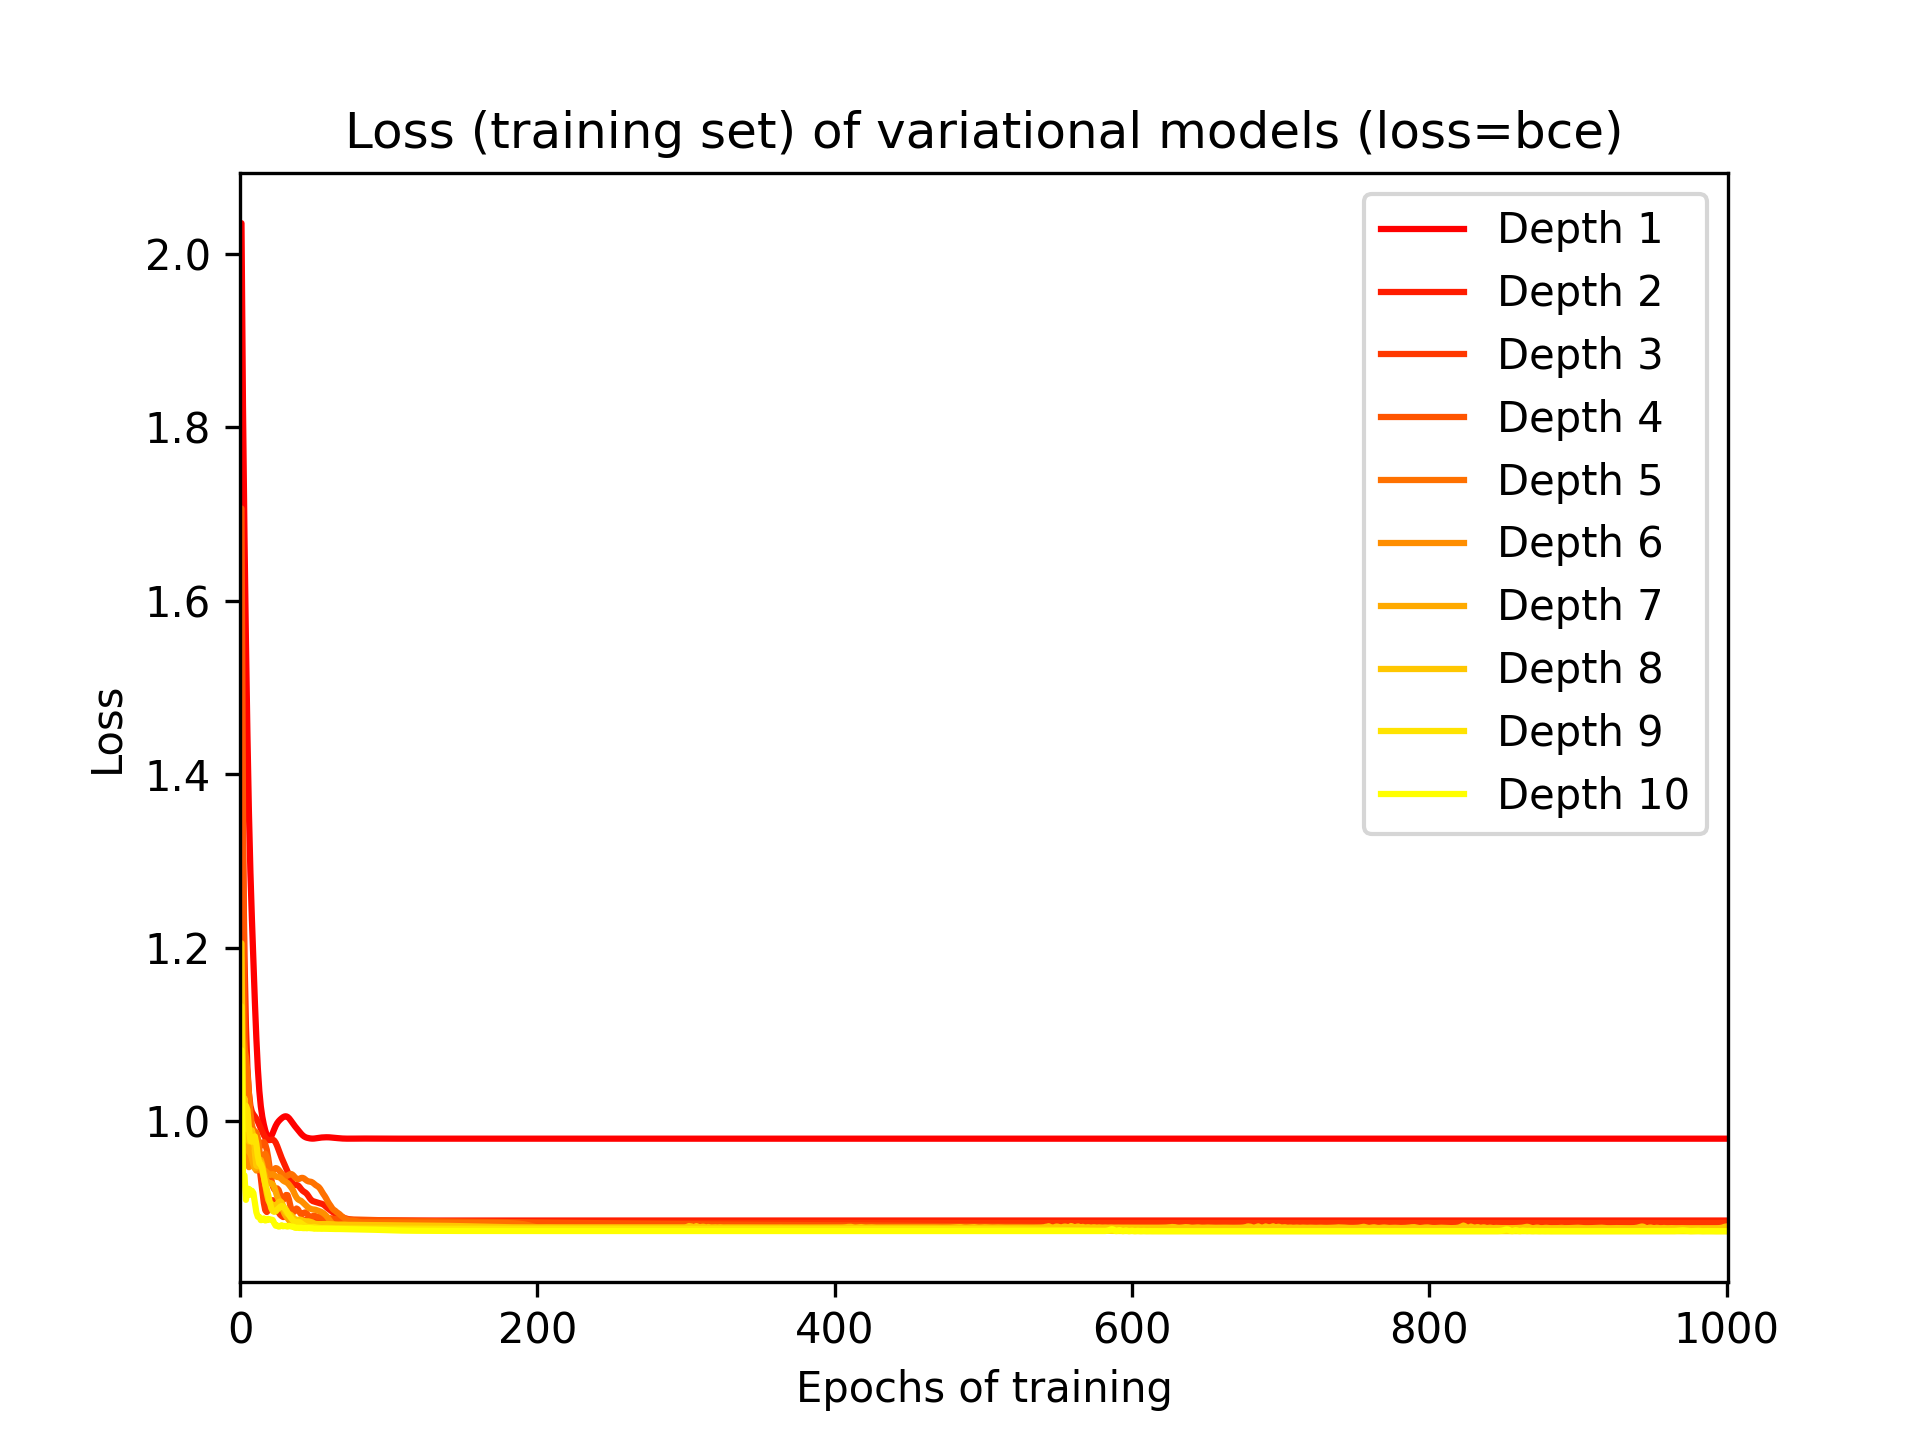 Loss (training set) of variational models (loss=bce)
2.0
1.8
1.6
1.4
1.2
1.0
Loss
Depth 1
Depth 2
Depth 3
Depth 4
Depth 5
Depth 6
Depth 7
Depth 8
Depth 9
Depth 10
0 200 400 600 800 1000
Epochs of training